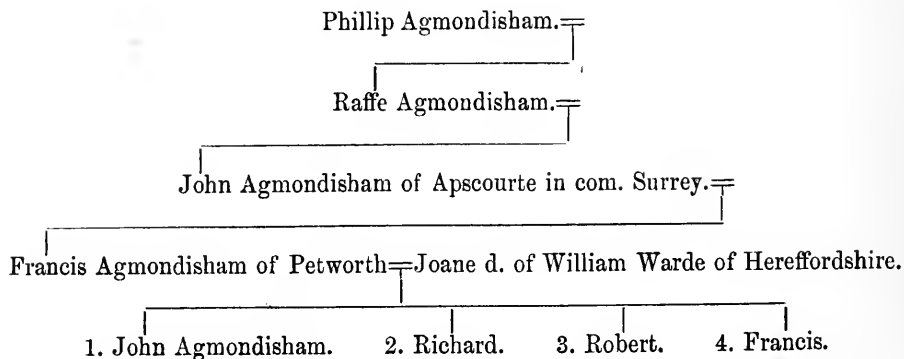 Phillip Agmondisham.
Raffe Agmondisham.
John Agmondisham of Apscourte in com. Surrey.
Francis Agmondisham of Petworth=Joane d. of William Warde of Hereffordshire.
1. John Agmondisham. 2. Richard. 3. Robert. 4. Francis.